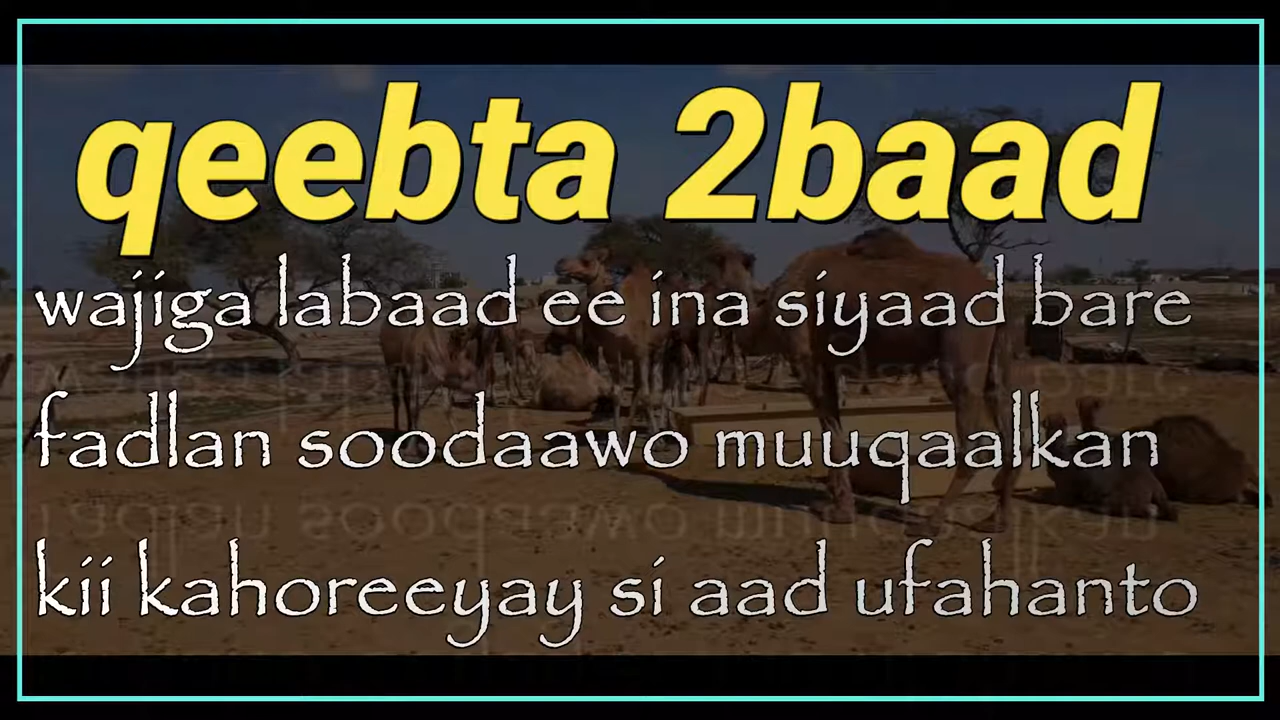 qeebta 2baad
wajiga labaad ee ina siyaad bare
fadlan soodaawo muuqaalkan
kii kahoreeyay si aad ufahanto